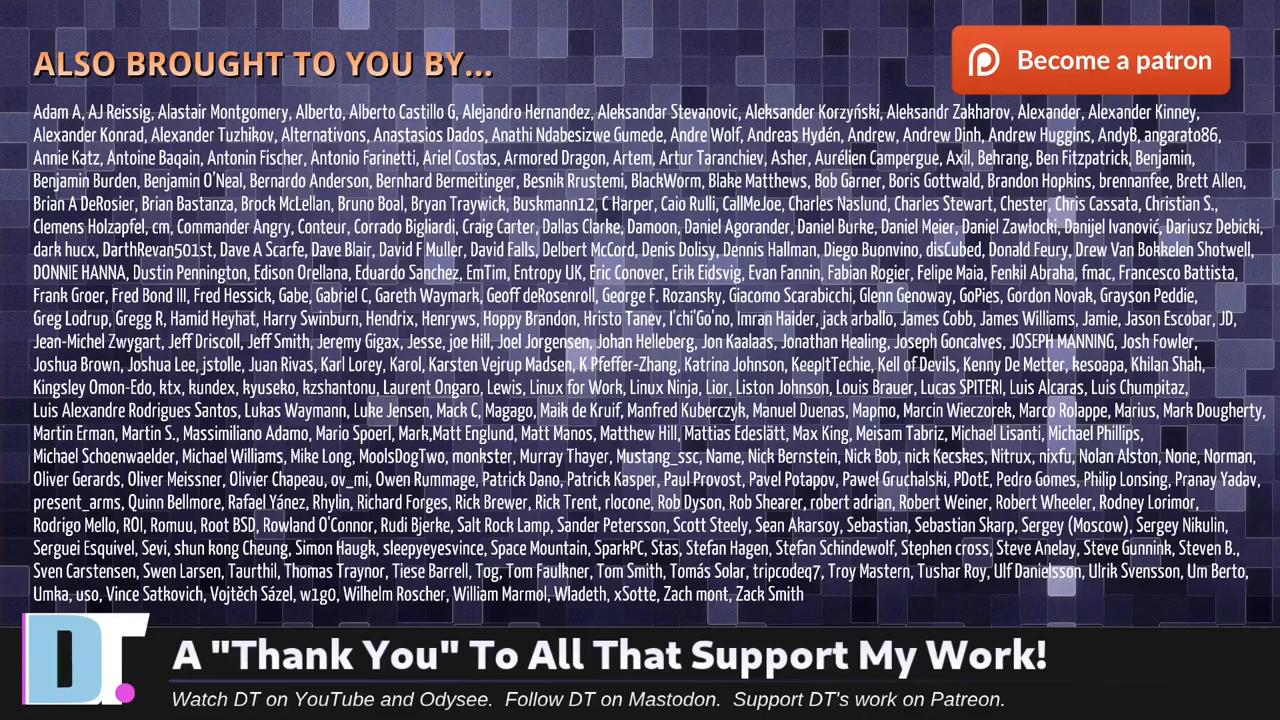 ALSO BROUGHT TO YOU BY...
Become a patron
Adam A, AJ Reissig, Alastair Montgomery, Alberto, Alberto Castillo G, Alejandro Hernandez, Aleksandar Stevanovic, Aleksander Korzyński, Aleksandr Zakharov, Alexander, Alexander Kinney,
Alexander Konrad, Alexander Tuzhikov, Alternativons, Anastasios Dados, Anathi Ndabesizwe Gumede, Andre Wolf, Andreas Hydén, Andrew, Andrew Dinh, Andrew Huggins, AndyB, angarato86,
Annie Katz, Antoine Baqain, Antonin Fischer, Antonio Farinetti, Ariel Costas, Armored Dragon, Artem, Artur Taranchiev, Asher, Aurélien Campergue, Axil, Behrang, Ben Fitzpatrick, Benjamin,
Benjamin Burden, Benjamin O'Neal, Bernardo Anderson, Bernhard Bermeitinger, Besnik Rrustemi, BlackWorm, Blake Matthews, Bob Garner, Boris Gottwald, Brandon Hopkins, brennanfee, Brett Allen,
Brian A DeRosier, Brian Bastanza, Brock McLellan, Bruno Boal, Bryan Traywick, Buskmann12, C Harper, Caio Rulli, CallMeJoe, Charles Naslund, Charles Stewart, Chester, Chris Cassata, Christian S.,
Clemens Holzapfel, cm, Commander Angry, Conteur, Corrado Bigliardi, Craig Carter, Dallas Clarke, Damoon, Daniel Agorander, Daniel Burke, Daniel Meier, Daniel Zawłocki, Danijel Ivanović, Dariusz Debicki,
dark hucx, DarthRevan501st, Dave A Scarfe, Dave Blair, David F Muller, David Falls, Delbert McCord, Denis Dolisy, Dennis Hallman, Diego Buonvino, disCubed, Donald Feury, Drew Van Bokkelen Shotwell,
DONNIE HANNA, Dustin Pennington, Edison Orellana, Eduardo Sanchez, EmTim, Entropy UK, Eric Conover, Erik Eidsvig, Evan Fannin, Fabian Rogier, Felipe Maia, Fenkil Abraha, fmac, Francesco Battista,
Frank Groer, Fred Bond III, Fred Hessick, Gabe, Gabriel C, Gareth Waymark, Geoff deRosenroll, George F. Rozansky, Giacomo Scarabicchi, Glenn Genoway, GoPies, Gordon Novak, Grayson Peddie,
Greg Lodrup, Gregg R, Hamid Heyhat, Harry Swinburn, Hendrix, Henryws, Hoppy Brandon, Hristo Tanev, I'chi'Go'no, Imran Haider, jack arballo, James Cobb, James Williams, Jamie, Jason Escobar, JD,
Jean-Michel Zwygart, Jeff Driscoll, Jeff Smith, Jeremy Gigax, Jesse, joe Hill, Joel Jorgensen, Johan Helleberg, Jon Kaalaas, Jonathan Healing, Joseph Goncalves, JOSEPH MANNING, Josh Fowler,
Joshua Brown, Joshua Lee, jstolle, Juan Rivas, Karl Lorey, Karol, Karsten Vejrup Madsen, K Pfeffer-Zhang, Katrina Johnson, KeepItTechie, Kell of Devils, Kenny De Metter, kesoapa, Khilan Shah,
Kingsley Omon-Edo, ktx, kundex, kyuseko, kzshantonu, Laurent Ongaro, Lewis, Linux for Work, Linux Ninja, Lior, Liston Johnson, Louis Brauer, Lucas SPITERI, Luis Alcaras, Luis Chumpitaz,
Luis Alexandre Rodrigues Santos, Lukas Waymann, Luke Jensen, Mack C, Magago, Maik de Kruif, Manfred Kuberczyk, Manuel Duenas, Mapmo, Marcin Wieczorek, Marco Rolappe, Marius, Mark Dougherty,
Martin Erman, Martin S., Massimiliano Adamo, Mario Spoerl, Mark,Matt Englund, Matt Manos, Matthew Hill, Mattias Edeslätt, Max King, Meisam Tabriz, Michael Lisanti, Michael Phillips,
Michael Schoenwaelder, Michael Williams, Mike Long, MoolsDogTwo, monkster, Murray Thayer, Mustang_ssc, Name, Nick Bernstein, Nick Bob, nick Kecskes, Nitrux, nixfu, Nolan Alston, None, Norman,
Oliver Gerards, Oliver Meissner, Olivier Chapeau, ov_mi, Owen Rummage, Patrick Dano, Patrick Kasper, Paul Provost, Pavel Potapov, Paweł Gruchalski, PDotE, Pedro Gomes, Philip Lonsing, Pranay Yadav,
present_arms, Quinn Bellmore, Rafael Yánez, Rhylin, Richard Forges, Rick Brewer, Rick Trent, rlocone, Rob Dyson, Rob Shearer, robert adrian, Robert Weiner, Robert Wheeler, Rodney Lorimor,
Rodrigo Mello, ROI, Romuu, Root BSD, Rowland O'Connor, Rudi Bjerke, Salt Rock Lamp, Sander Petersson, Scott Steely, Sean Akarsoy, Sebastian, Sebastian Skarp, Sergey (Moscow), Sergey Nikulin,
Serguei Esquivel, Sevi, shun kong Cheung, Simon Haugk, sleepyeyesvince, Space Mountain, SparkPC, Stas, Stefan Hagen, Stefan Schindewolf, Stephen cross, Steve Anelay, Steve Gunnink, Steven B.,
Sven Carstensen, Swen Larsen, Taurthil, Thomas Traynor, Tiese Barrell, Tog, Tom Faulkner, Tom Smith, Tomás Solar, tripcodeq7, Troy Mastern, Tushar Roy, Ulf Danielsson, Ulrik Svensson, Um Berto,
Umka, uso, Vince Satkovich, Vojtěch Sázel, w1g0, Wilhelm Roscher, William Marmol, Wladeth, xSotte, Zach mont, Zack Smith
DT
A "Thank You" To All That Support My Work!
Watch DT on YouTube and Odysee. Follow DT on Mastodon. Support DT's work on Patreon.